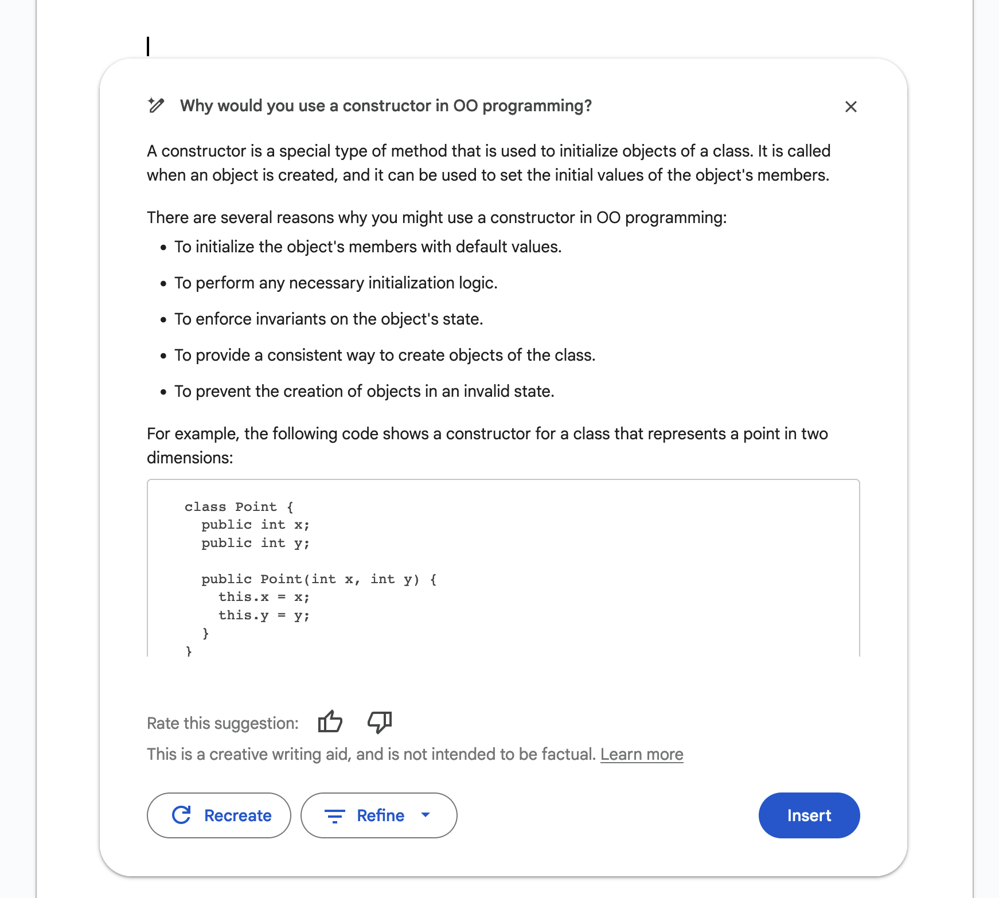 Why would you use a constructor in OO programming?
A constructor is a special type of method that is used to initialize objects of a class. It is called
when an object is created, and it can be used to set the initial values of the object's members.
There are several reasons why you might use a constructor in OO programming:
• To initialize the object's members with default values.
• To perform any necessary initialization logic.
• To enforce invariants on the object's state.
• To provide a consistent way to create objects of the class.
• To prevent the creation of objects in an invalid state.
For example, the following code shows a constructor for a class that represents a point in two
dimensions:
class Point {
  public int x;
  public int y;

  public Point(int x, int y) {
    this.x = x;
    this.y = y;
  }
}
Rate this suggestion:
This is a creative writing aid, and is not intended to be factual. Learn more
Recreate Refine Insert